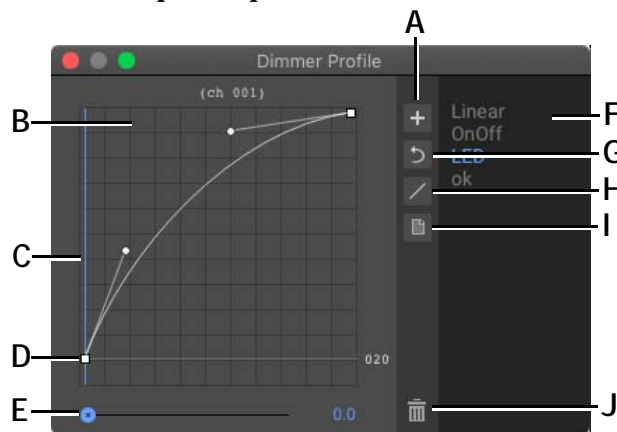 A
Dimmer Profile
(ch 001)
B
Linear
F
OnOff
G
LED
ok
H
I
C
D
020
E
0.0
J